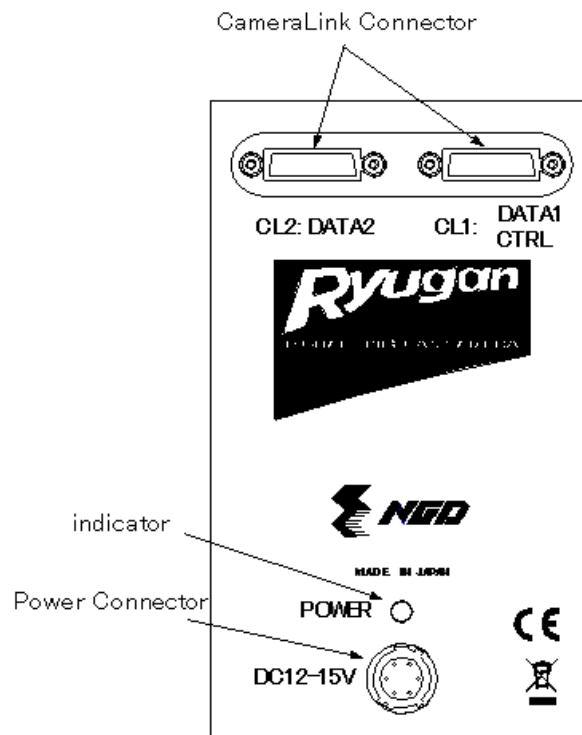 CameraLink Connector
CL2: DATA2
CL1: DATA1
CTRL
Ryugan
NGD
indicator
MADE IN JAPAN
Power Connector
POWER
CE
DC12-15V